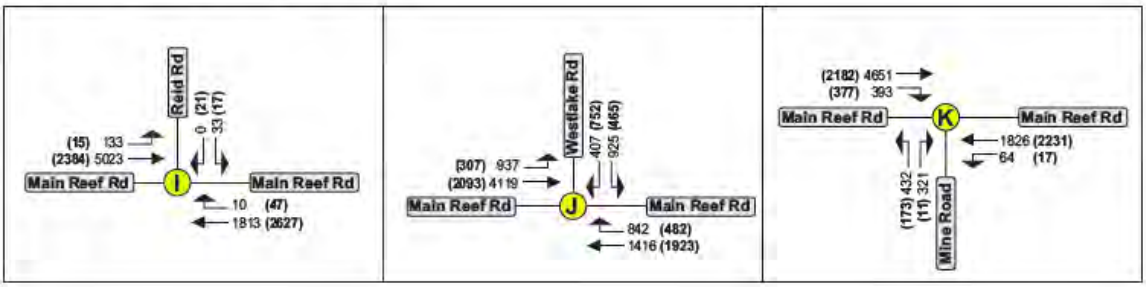 Reid Rd
(21)
0
(17)
33
(15) 133
(2384) 5023
Main Reef Rd
I
Main Reef Rd
10 (47)
1813 (2627)
Westlake Rd
407 (752)
925 (465)
(307) 937
(2093) 4119
Main Reef Rd
J
Main Reef Rd
842 (482)
1416 (1923)
(2182) 4651
(377) 393
Main Reef Rd
K
Main Reef Rd
1826 (2231)
64 (17)
(173) 432
(11) 321
Mine Road